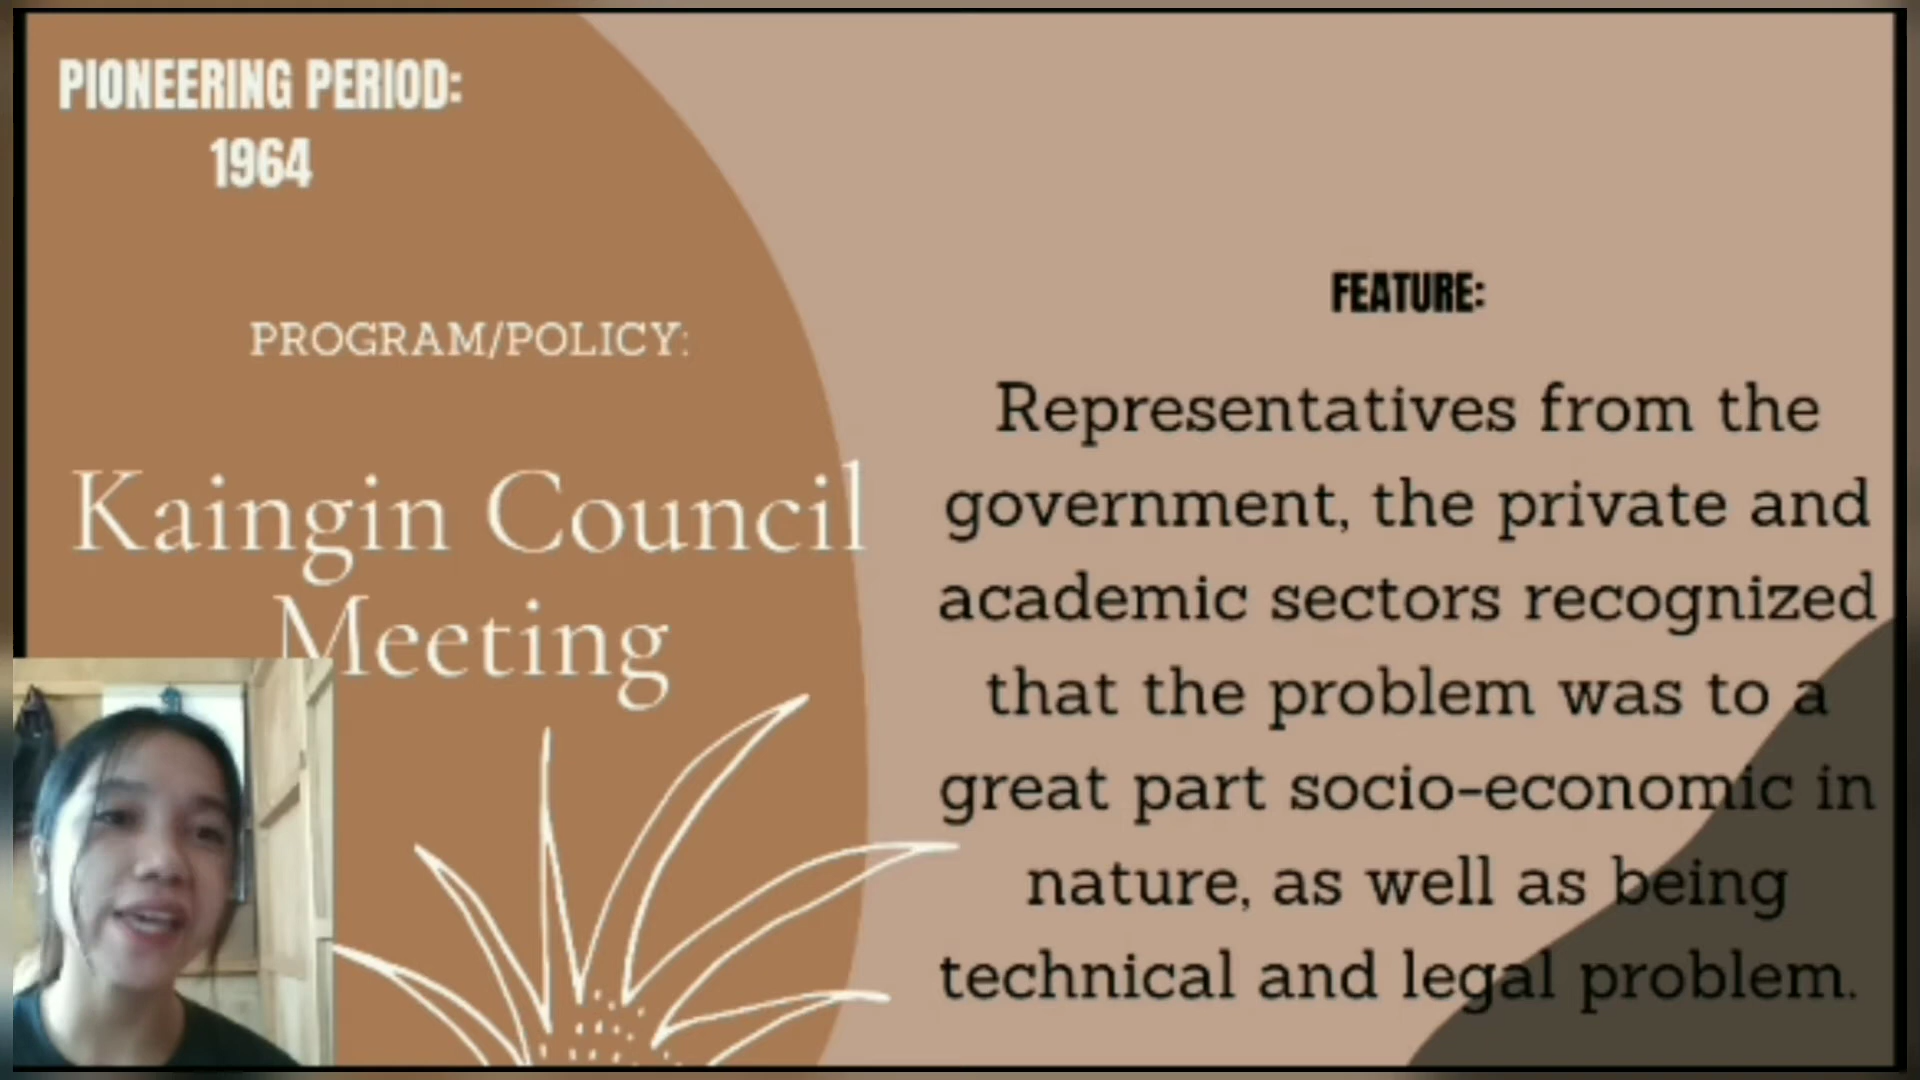 PIONEERING PERIOD:
1964
PROGRAM/POLICY:
Kaingin Council
Meeting
FEATURE:
Representatives from the
government, the private and
academic sectors recognized
that the problem was to a
great part socio-economic in
nature, as well as being
technical and legal problem.